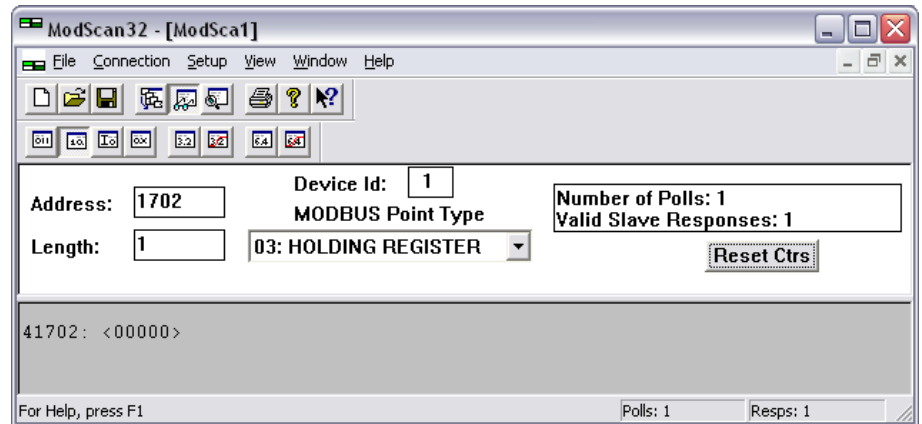 ModScan32 - [ModSca1]
File Connection Setup View Window Help
Address: 1702
Device Id: 1
MODBUS Point Type
Length: 1
03: HOLDING REGISTER
Number of Polls: 1
Valid Slave Responses: 1
Reset Ctrs
41702: <00000>
For Help, press F1
Polls: 1
Resps: 1